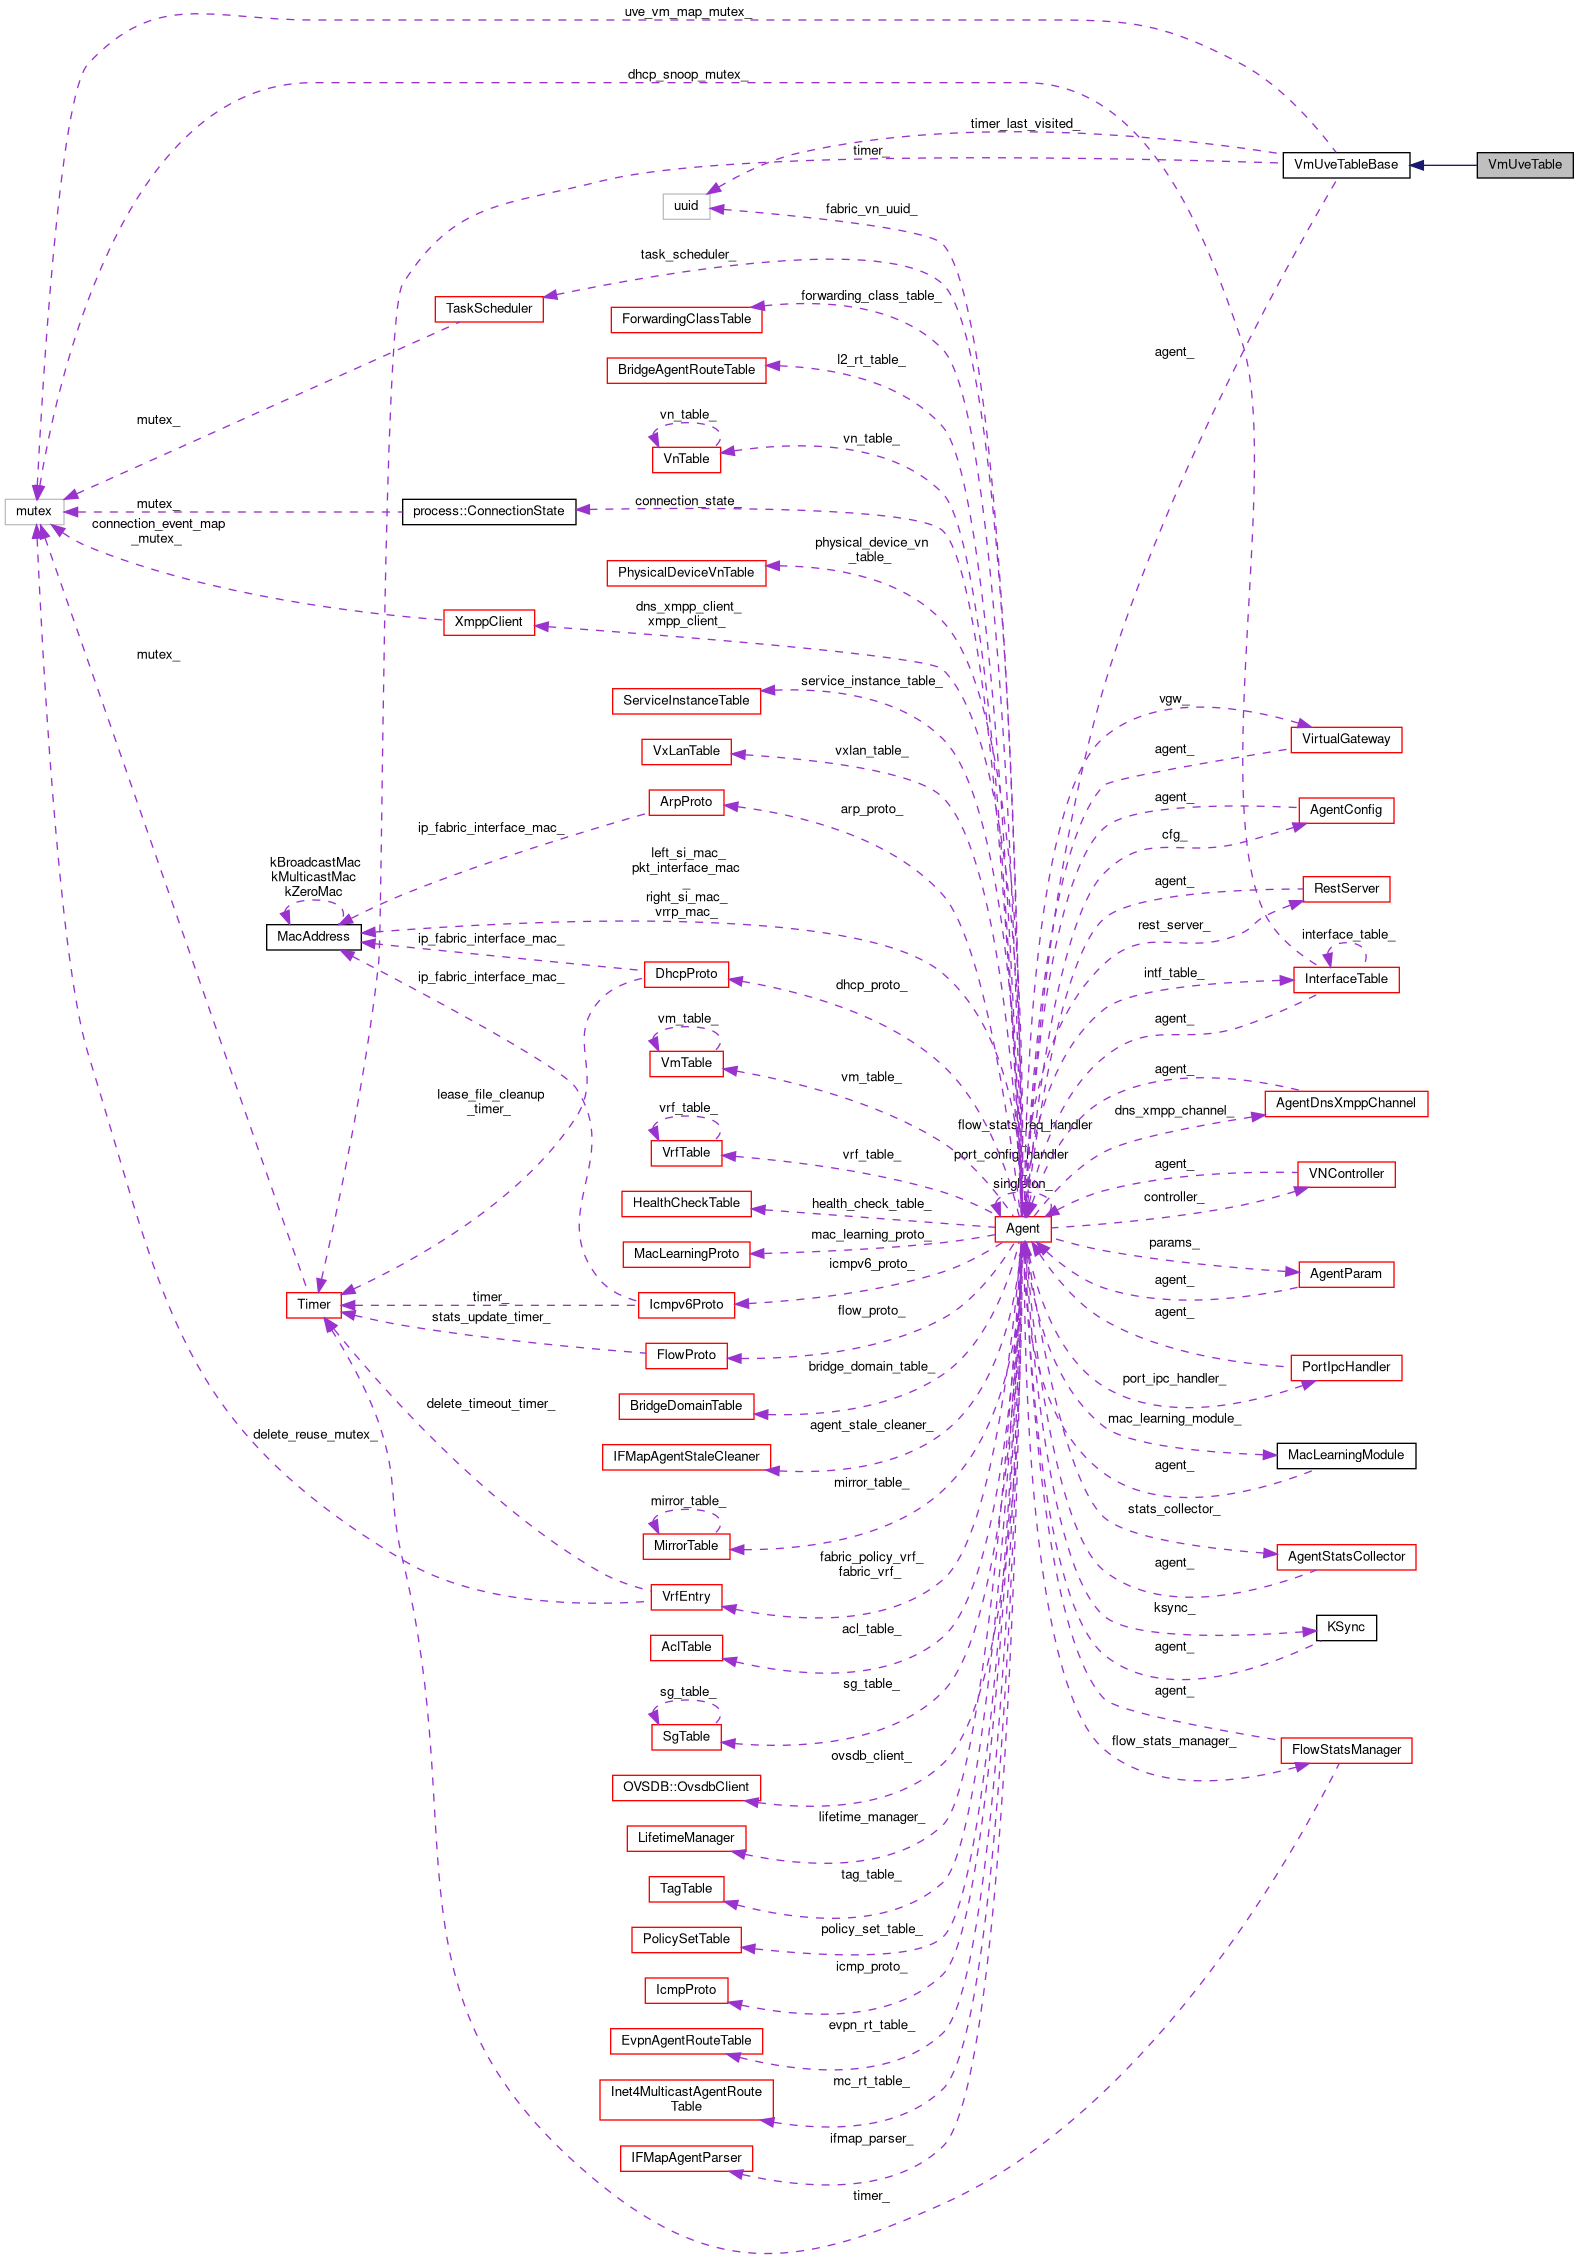 uve_vm_map_mutex_
dhcp_snoop_mutex_
timer_last_visited_
timer_
VmUveTableBase
VmUveTable
uuid
fabric_vn_uuid_
task_scheduler_
TaskScheduler
forwarding_class_table_
ForwardingClassTable
agent_
l2_rt_table_
BridgeAgentRouteTable
vn_table_
VnTable
vn_table_
mutex_
mutex
mutex_
process::ConnectionState
connection_state_
connection_event_map
_mutex_
physical_device_vn
_table_
PhysicalDeviceVnTable
XmppClient
dns_xmpp_client_
xmpp_client_
mutex_
service_instance_table_
ServiceInstanceTable
vgw_
VirtualGateway
VxLanTable
vxlan_table_
agent_
ArpProto
arp_proto_
agent_
AgentConfig
ip_fabric_interface_mac_
cfg_
kBroadcastMac
kMulticastMac
kZeroMac
left_si_mac_
pkt_interface_mac
_
right_si_mac_
vrrp_mac_
agent_
RestServer
MacAddress
ip_fabric_interface_mac_
rest_server_
interface_table_
ip_fabric_interface_mac_
DhcpProto
dhcp_proto_
intf_table_
InterfaceTable
vm_table_
agent_
VmTable
vm_table_
agent_
AgentDnsXmppChannel
lease_file_cleanup
_timer_
vrf_table_
flow_stats_req_handler
_
dns_xmpp_channel_
VrfTable
vrf_table_
port_config_handler
_
singleton_
agent_
VNController
HealthCheckTable
health_check_table_
controller_
Agent
MacLearningProto
mac_learning_proto_
params_
AgentParam
icmpv6_proto_
agent_
Timer
timer_
Icmpv6Proto
agent_
stats_update_timer_
flow_proto_
FlowProto
PortIpcHandler
bridge_domain_table_
port_ipc_handler_
delete_timeout_timer_
BridgeDomainTable
mac_learning_module_
delete_reuse_mutex_
agent_stale_cleaner_
IFMapAgentStaleCleaner
MacLearningModule
agent_
mirror_table_
mirror_table_
stats_collector_
MirrorTable
AgentStatsCollector
fabric_policy_vrf_
fabric_vrf_
agent_
VrfEntry
ksync_
acl_table_
KSync
AclTable
agent_
sg_table_
sg_table_
agent_
SgTable
flow_stats_manager_
FlowStatsManager
ovsdb_client_
OVSDB::OvsdbClient
lifetime_manager_
LifetimeManager
tag_table_
TagTable
policy_set_table_
PolicySetTable
icmp_proto_
IcmpProto
evpn_rt_table_
EvpnAgentRouteTable
mc_rt_table_
Inet4MulticastAgentRoute
Table
ifmap_parser_
IFMapAgentParser
timer_